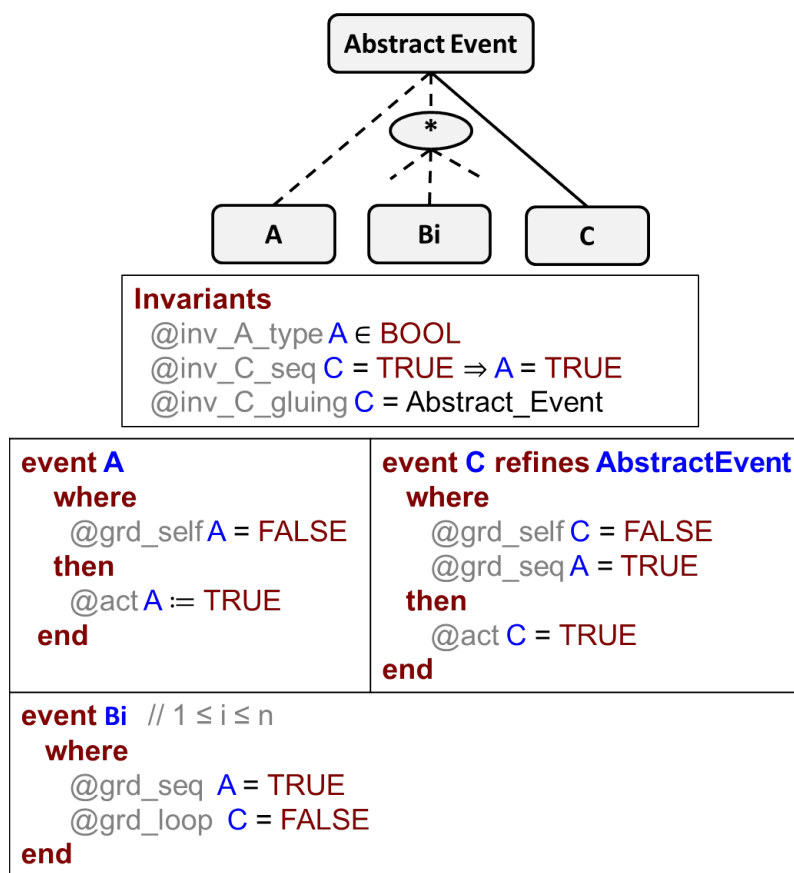 Abstract Event
*
A
Bi
C
Invariants
@inv_A_type A ∈ BOOL
@inv_C_seq C = TRUE ⇒ A = TRUE
@inv_C_gluing C = Abstract_Event
event A
where
@grd_self A = FALSE
then
@act A := TRUE
end
event C refines AbstractEvent
where
@grd_self C = FALSE
@grd_seq A = TRUE
then
@act C = TRUE
end
event Bi // 1 ≤ i ≤ n
where
@grd_seq A = TRUE
@grd_loop C = FALSE
end